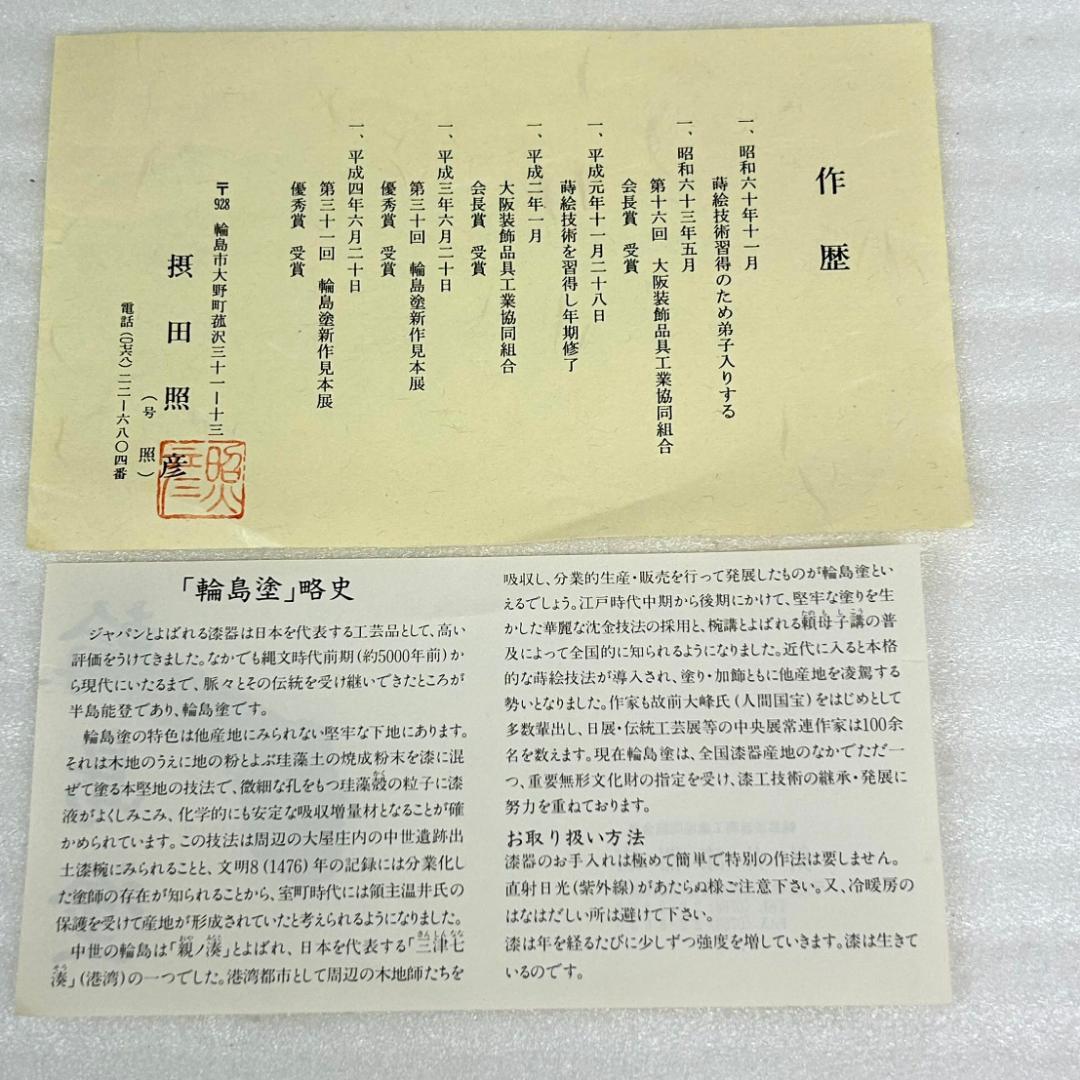 作歴
一、昭和六十年十一月
蒔絵技術習得のため弟子入りする
一、昭和六十三年五月
第十六回 大阪装飾品具工業協同組合
会長賞 受賞
一、平成元年十一月二十八日
蒔絵技術を習得し年期修了
一、平成二年一月
大阪装飾品具工業協同組合
会長賞 受賞
一、平成三年六月二十日
第三十回 輪島塗新作見本展
優秀賞 受賞
一、平成四年六月二十日
第三十一回 輪島塗新作見本展
優秀賞 受賞
〒928 輪島市大野町菰沢三十一ー十三
摂田照彦
(号 照)
電話(〇七六八)二二ー六八〇四番
「輪島塗」略史
ジャパンとよばれる漆器は日本を代表する工芸品として、高い
評価をうけてきました。なかでも縄文時代前期(約5000年前)か
ら現代にいたるまで、脈々とその伝統を受け継いできたところが
半島能登であり、輪島塗です。
輪島塗の特色は他産地にみられない堅牢な下地にあります。
それは木地のうえに地の粉とよぶ珪藻土の焼成粉末を漆に混
ぜて塗る本堅地の技法で、微細な孔をもつ珪藻殻の粒子に漆
液がよくしみこみ、化学的にも安定な吸収増量材となることが確
かめられています。この技法は周辺の大屋庄内の中世遺跡出
土漆椀にみられることと、文明8(1476)年の記録には分業化し
た塗師の存在が知られることから、室町時代には領主温井氏の
保護を受けて産地が形成されていたと考えられるようになりました。
中世の輪島は「親ノ湊」とよばれ、日本を代表する「三津七
湊」(港湾)の一つでした。港湾都市として周辺の木地師たちを
吸収し、分業的生産・販売を行って発展したものが輪島塗とい
えるでしょう。江戸時代中期から後期にかけて、堅牢な塗りを生
かした華麗な沈金技法の採用と、椀講とよばれる頼母子講の普
及によって全国的に知られるようになりました。近代に入ると本格
的な蒔絵技法が導入され、塗り・加飾ともに他産地を凌駕する
勢いとなりました。作家も故前大峰氏(人間国宝)をはじめとして
多数輩出し、日展・伝統工芸展等の中央展常連作家は100余
名を数えます。現在輪島塗は、全国漆器産地のなかでただ一
つ、重要無形文化財の指定を受け、漆工技術の継承・発展に
努力を重ねております。
お取り扱い方法
漆器のお手入れは極めて簡単で特別の作法は要しません。
直射日光(紫外線)があたらぬ様ご注意下さい。又、冷暖房の
はなはだしい所は避けて下さい。
漆は年を経るたびに少しずつ強度を増していきます。漆は生きて
いるのです。